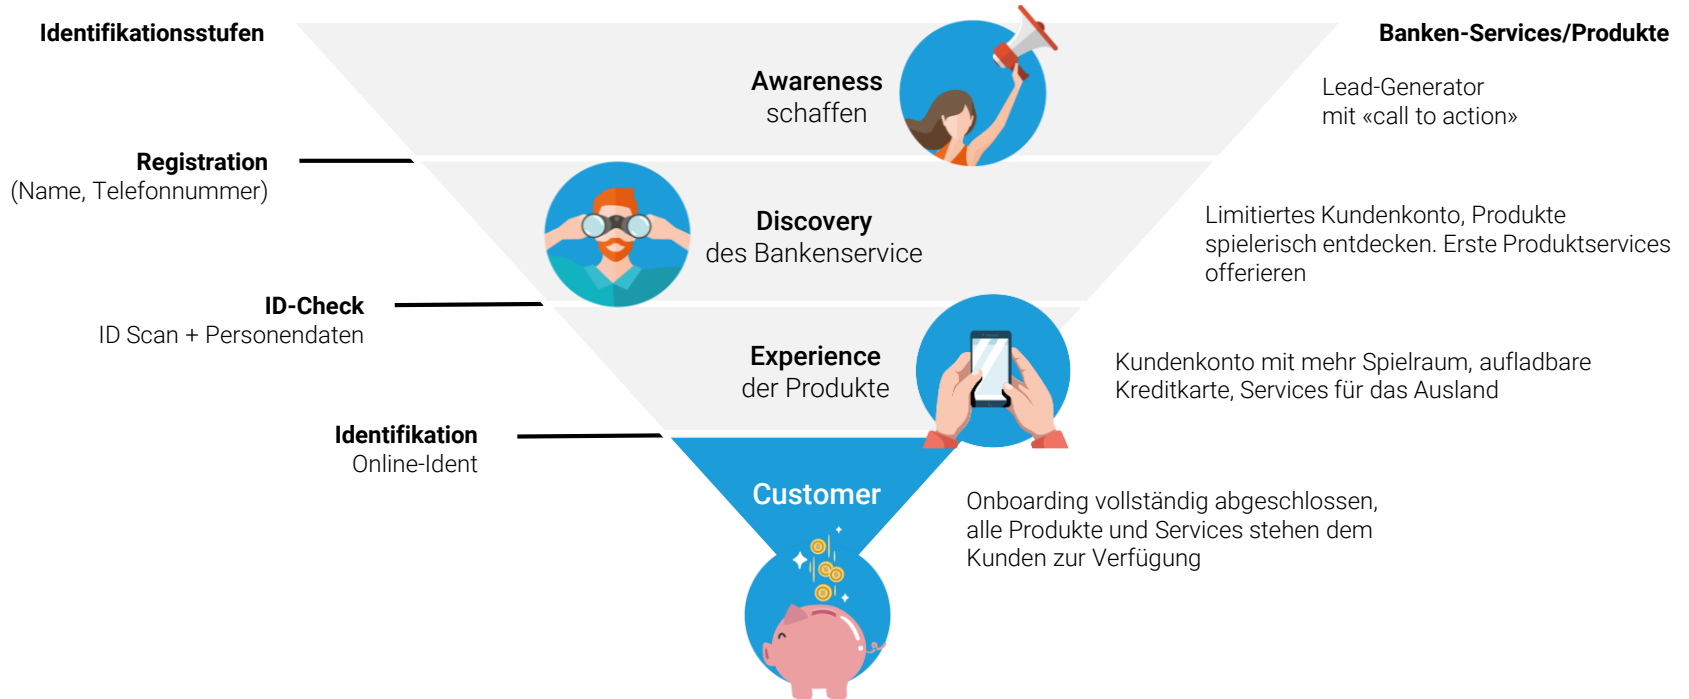 Identifikationsstufen
Banken-Services/Produkte
Awareness
schaffen
Lead-Generator
mit «call to action»
Registration
(Name, Telefonnummer)
Discovery
des Bankenservice
Limitiertes Kundenkonto, Produkte
spielerisch entdecken. Erste Produktservices
offerieren
ID-Check
ID Scan + Personendaten
Experience
der Produkte
Kundenkonto mit mehr Spielraum, aufladbare
Kreditkarte, Services für das Ausland
Identifikation
Online-Ident
Customer
Onboarding vollständig abgeschlossen,
alle Produkte und Services stehen dem
Kunden zur Verfügung